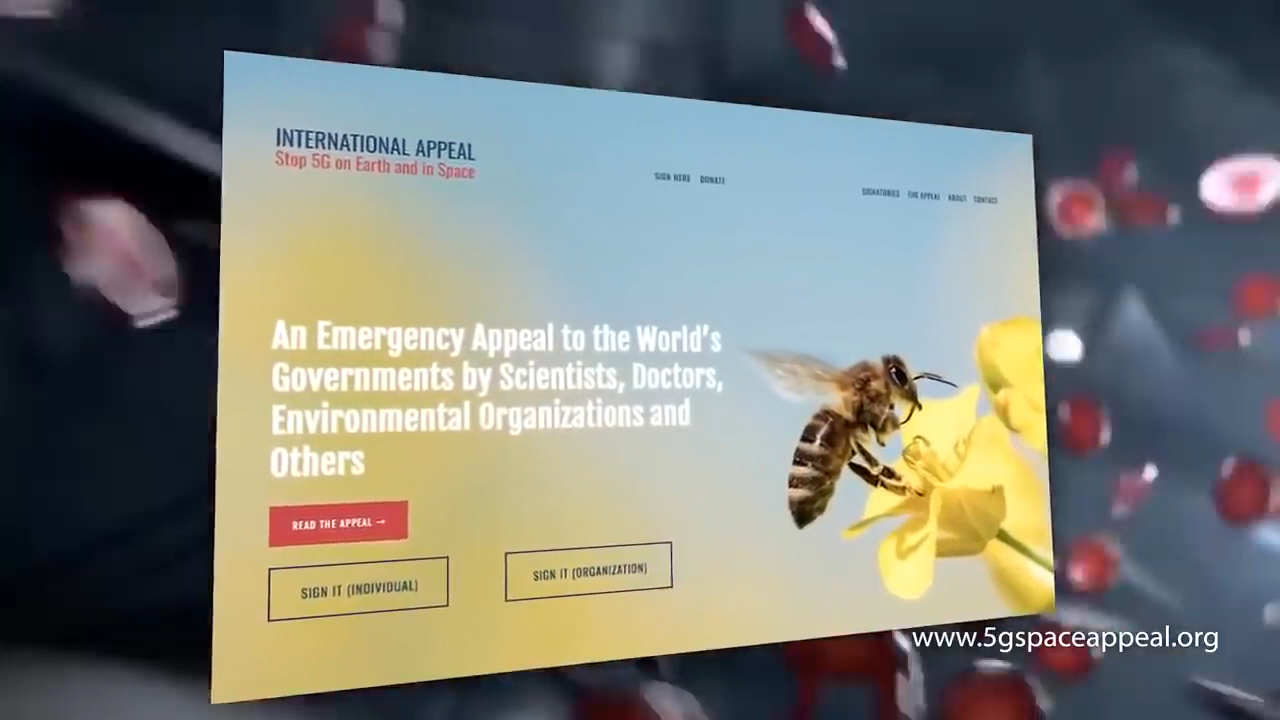 INTERNATIONAL APPEAL
Stop 5G on Earth and in Space
SIGN HERE DONATE
SIGNATORIES THE APPEAL ABOUT CONTACT
An Emergency Appeal to the World's
Governments by Scientists, Doctors,
Environmental Organizations and
Others
READ THE APPEAL →
SIGN IT (INDIVIDUAL)
SIGN IT (ORGANIZATION)
www.5gspaceappeal.org